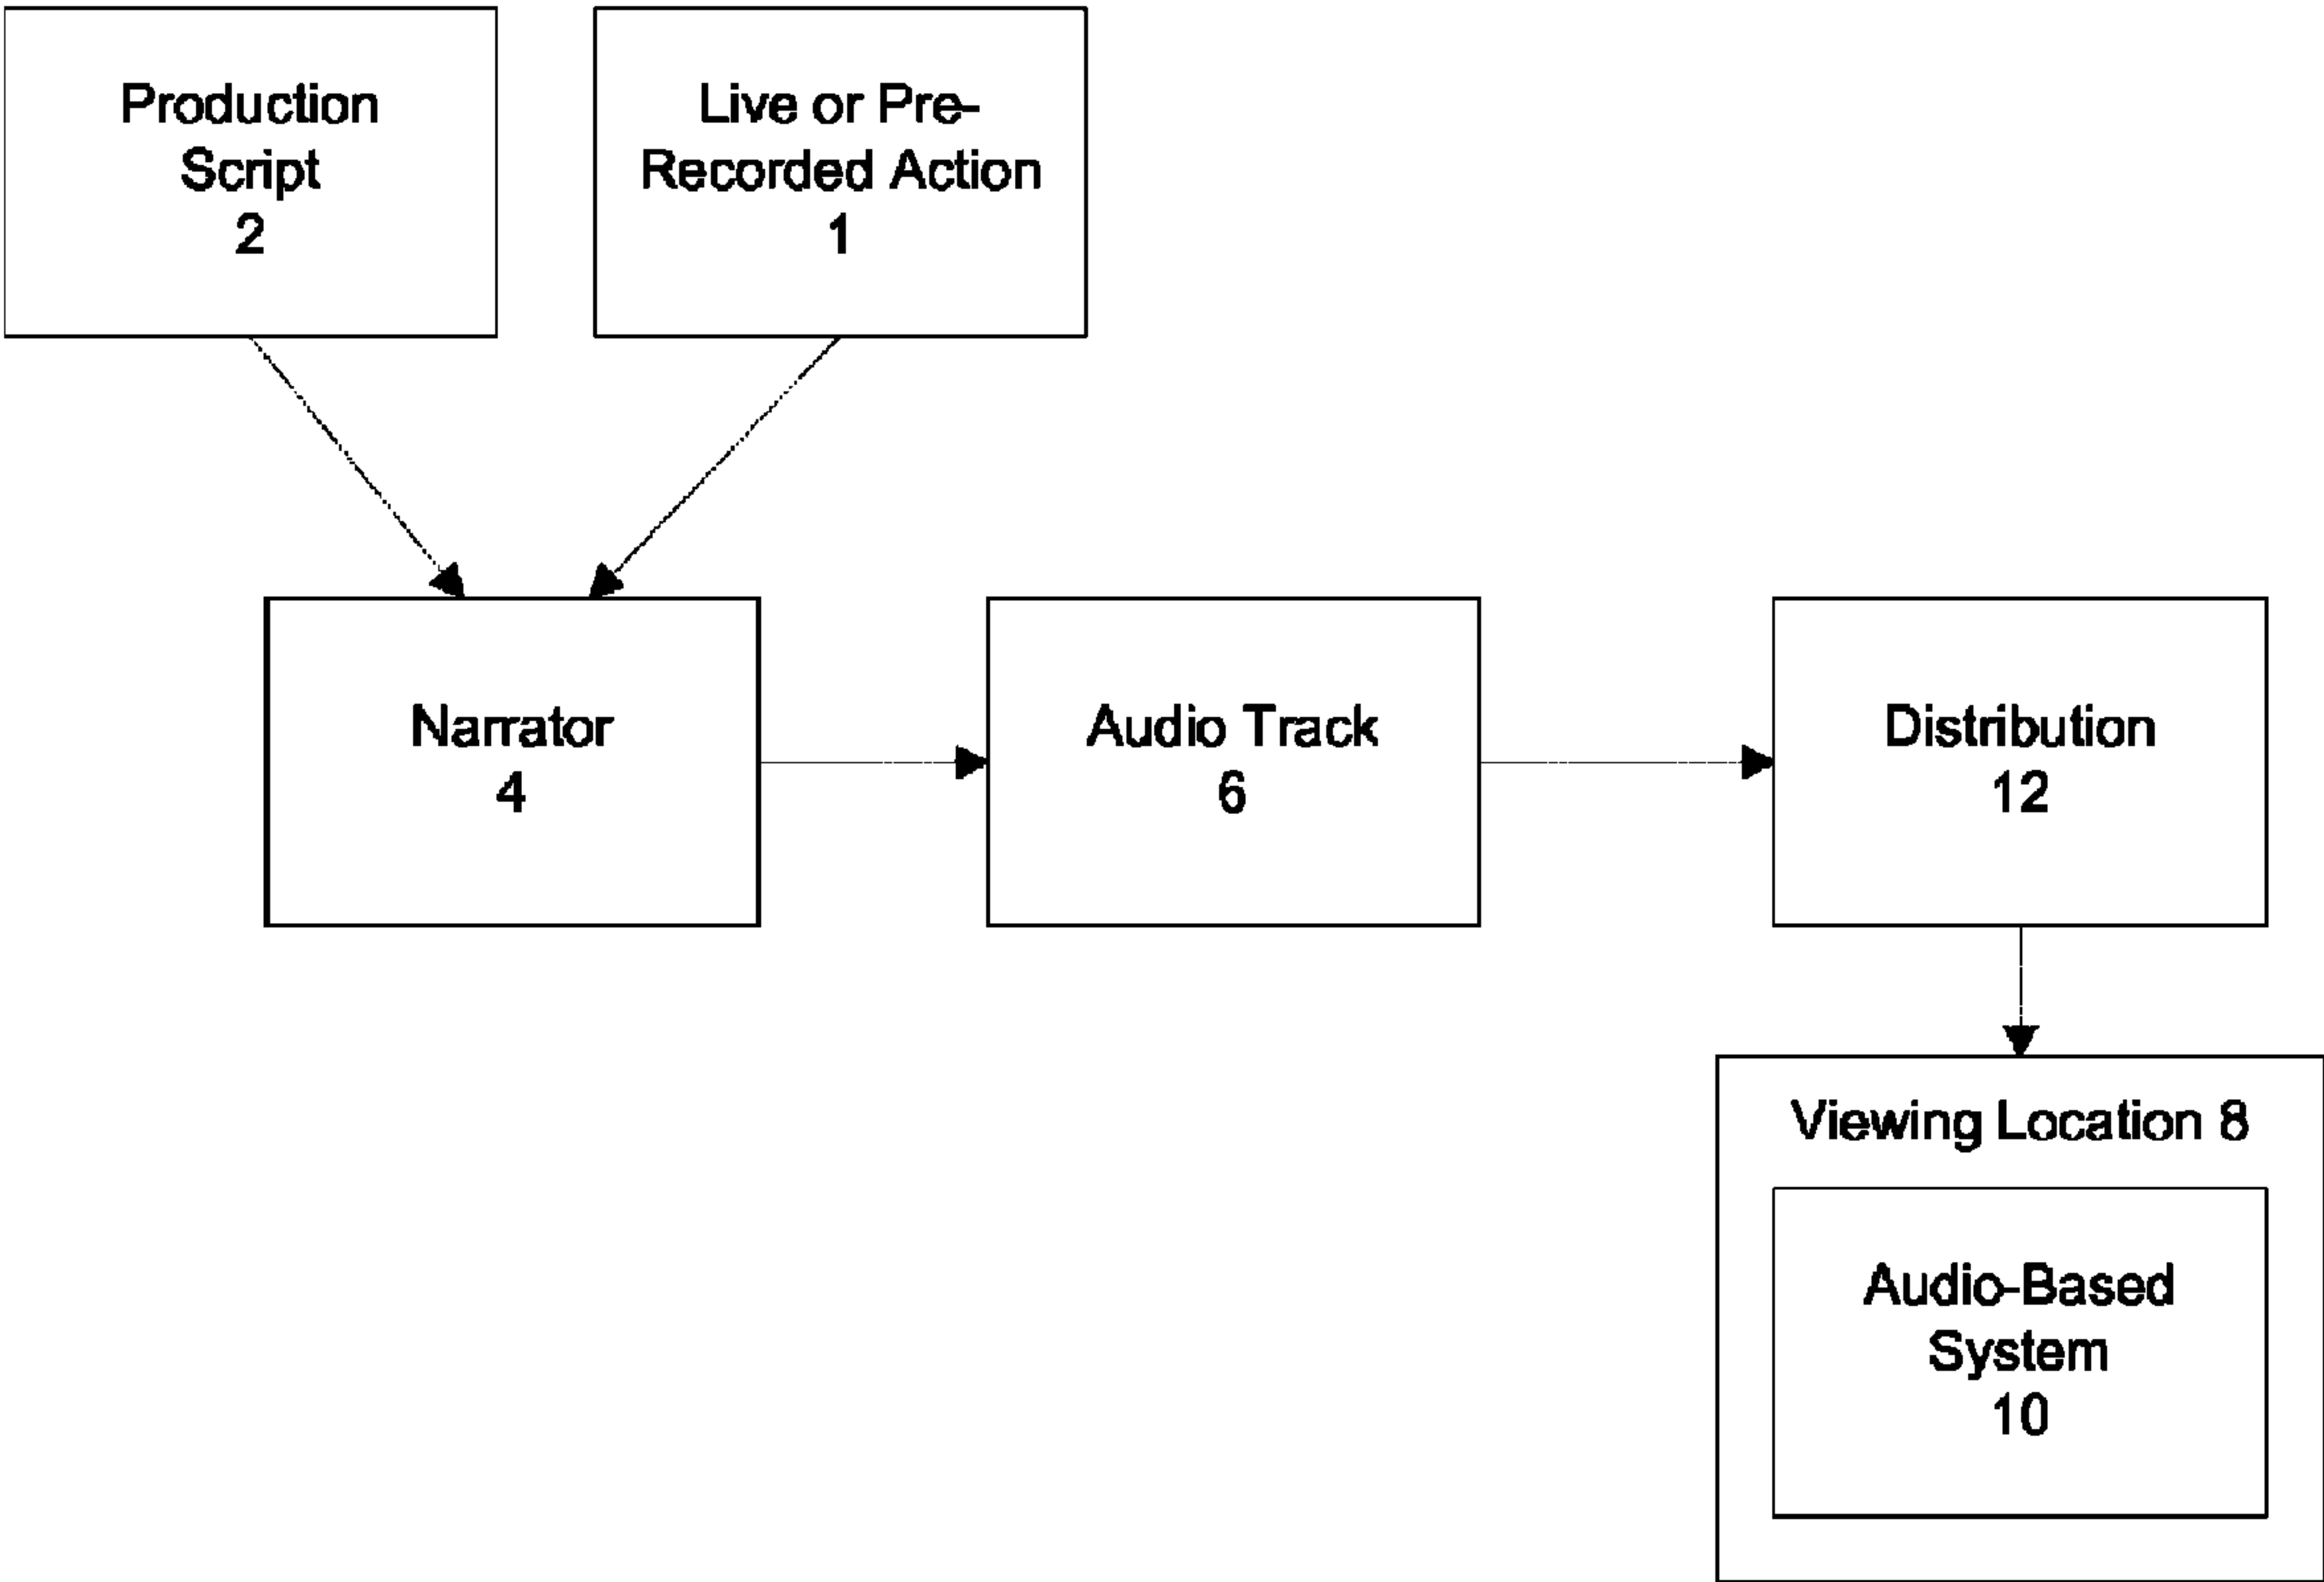 Production
Script
2
Live or Pre-
Recorded Action
1
Narrator
4
Audio Track
6
Distribution
12
Viewing Location 8
Audio-Based
System
10